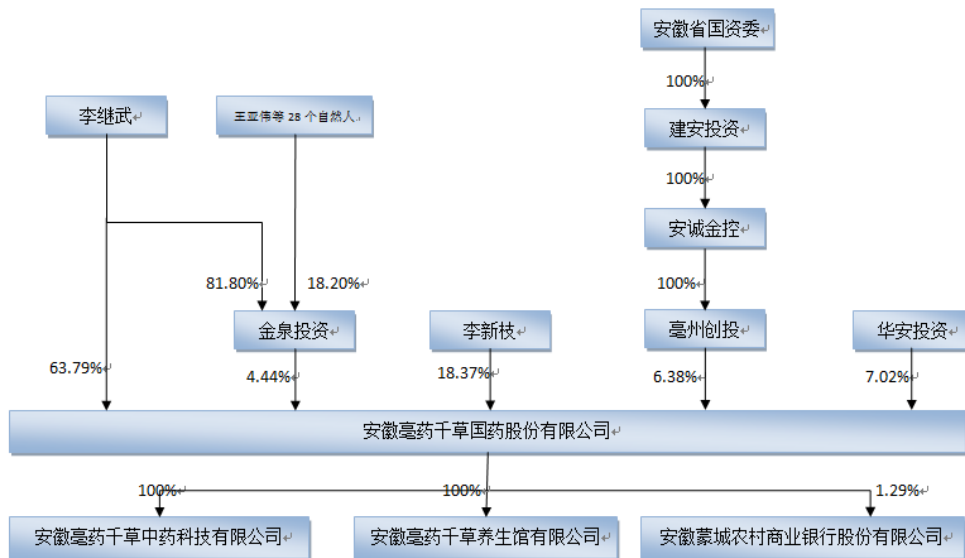 安徽省国资委
100%
李继武
王亚伟等 28 个自然人
建安投资
100%
安诚金控
81.80%
18.20%
100%
金泉投资
李新枝
亳州创投
华安投资
63.79%
4.44%
18.37%
6.38%
7.02%
安徽亳药千草国药股份有限公司
100%
100%
1.29%
安徽亳药千草中药科技有限公司
安徽亳药千草养生馆有限公司
安徽蒙城农村商业银行股份有限公司